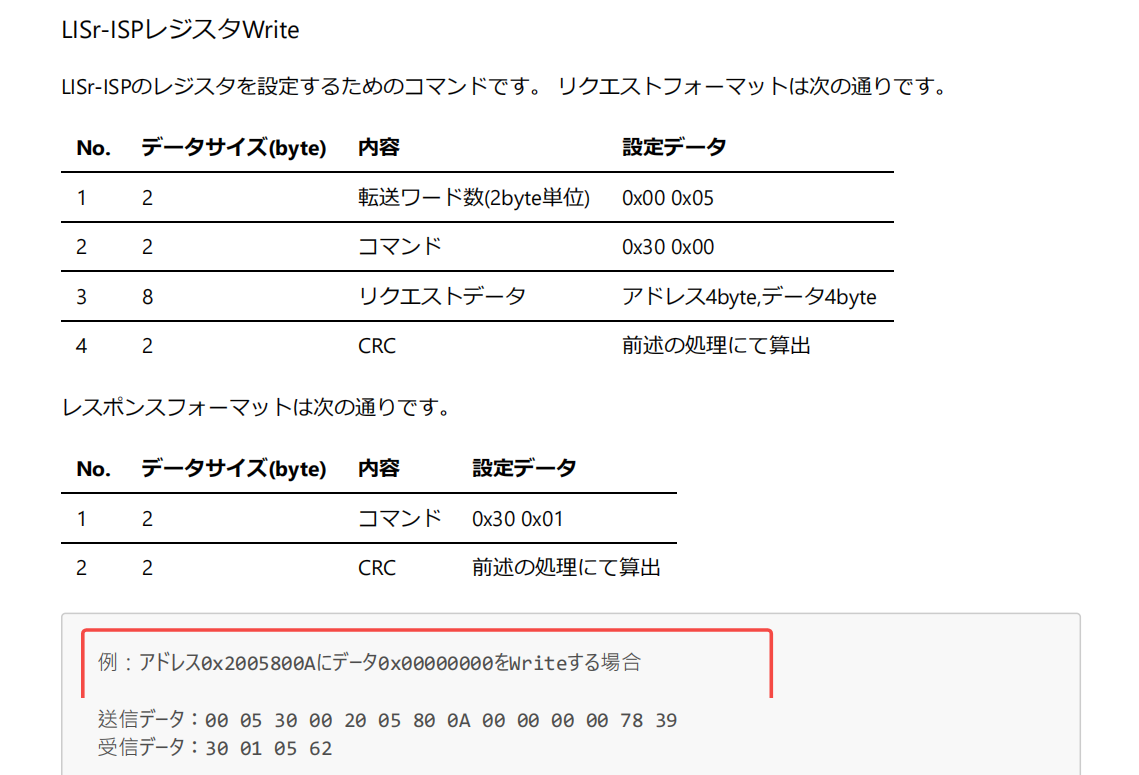 LISr-ISPレジスタWrite
LISr-ISPのレジスタを設定するためのコマンドです。 リクエストフォーマットは次の通りです。
No. データサイズ(byte) 内容 設定データ
1 2 転送ワード数(2byte単位) 0x00 0x05
2 2 コマンド 0x30 0x00
3 8 リクエストデータ アドレス4byte,データ4byte
4 2 CRC 前述の処理にて算出
レスポンスフォーマットは次の通りです。
No. データサイズ(byte) 内容 設定データ
1 2 コマンド 0x30 0x01
2 2 CRC 前述の処理にて算出
例：アドレス0x2005800Aにデータ0x00000000をWriteする場合
送信データ：00 05 30 00 20 05 80 0A 00 00 00 00 78 39
受信データ：30 01 05 62